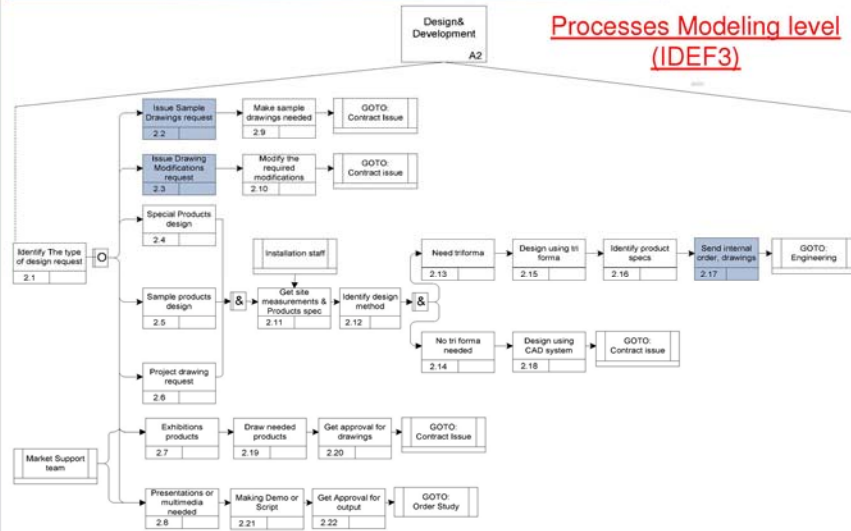 Design&
Development
A2
Processes Modeling level
(IDEF3)
Issue Sample
Drawings request
2.2
Make sample
drawings needed
2.9
GOTO:
Contract Issue
Issue Drawing
Modifications
request
2.3
Modify the
required
modifications
2.10
GOTO:
Contract issue
Special Products
design
2.4
Identify The type
of design request
2.1
O
Installation staff
Need triforma
2.13
Design using tri
forma
2.15
Identify product
specs
2.16
Send internal
order, drawings
2.17
GOTO:
Engineering
Sample products
design
2.5
&
Get site
measurements &
Products spec
2.11
Identify design
method
2.12
&
No tri forma
needed
2.14
Design using
CAD system
2.18
GOTO:
Contract issue
Project drawing
request
2.6
Market Support
team
Exhibitions
products
2.7
Draw needed
products
2.19
Get approval for
drawings
2.20
GOTO:
Contract Issue
Presentations or
multimedia
needed
2.8
Making Demo or
Script
2.21
Get Approval for
output
2.22
GOTO:
Order Study